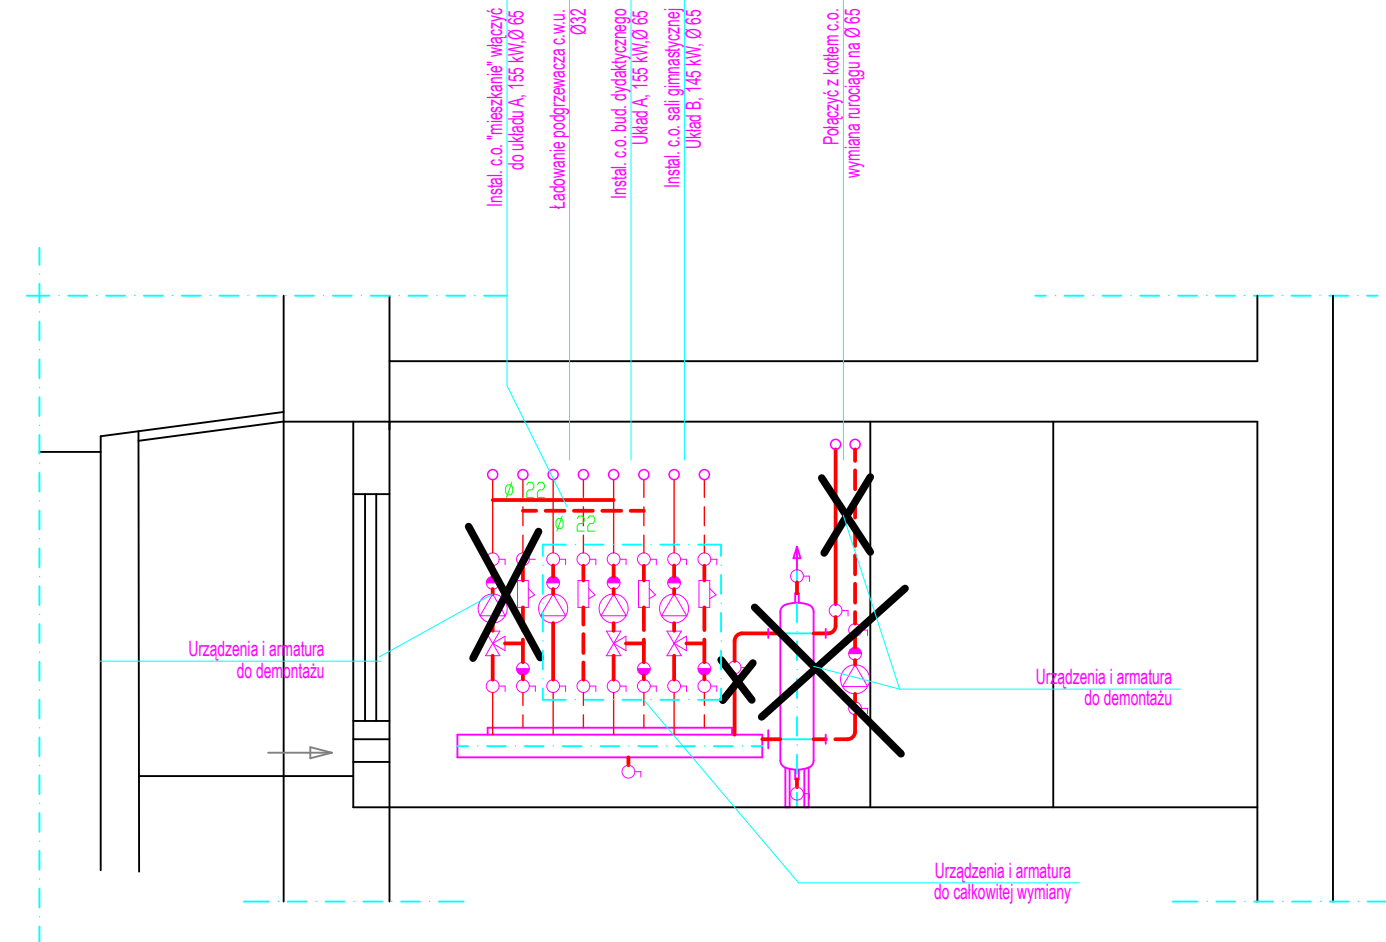 Instal. c.o. "mieszkanie" włączyć
do układu A, 155 kW,Ø 65
Ładowanie podgrzewacza c.w.u.
Ø32
Instal. c.o. bud. dydaktycznego
Układ A, 155 kW,Ø 65
Instal. c.o. sali gimnastycznej
Układ B, 145 kW, Ø 65
Połączyć z kotłem c.o.
wymiana rurociągu na Ø 65
ø 22
ø 22
Urządzenia i armatura
do demontażu
Urządzenia i armatura
do demontażu
Urządzenia i armatura
do całkowitej wymiany